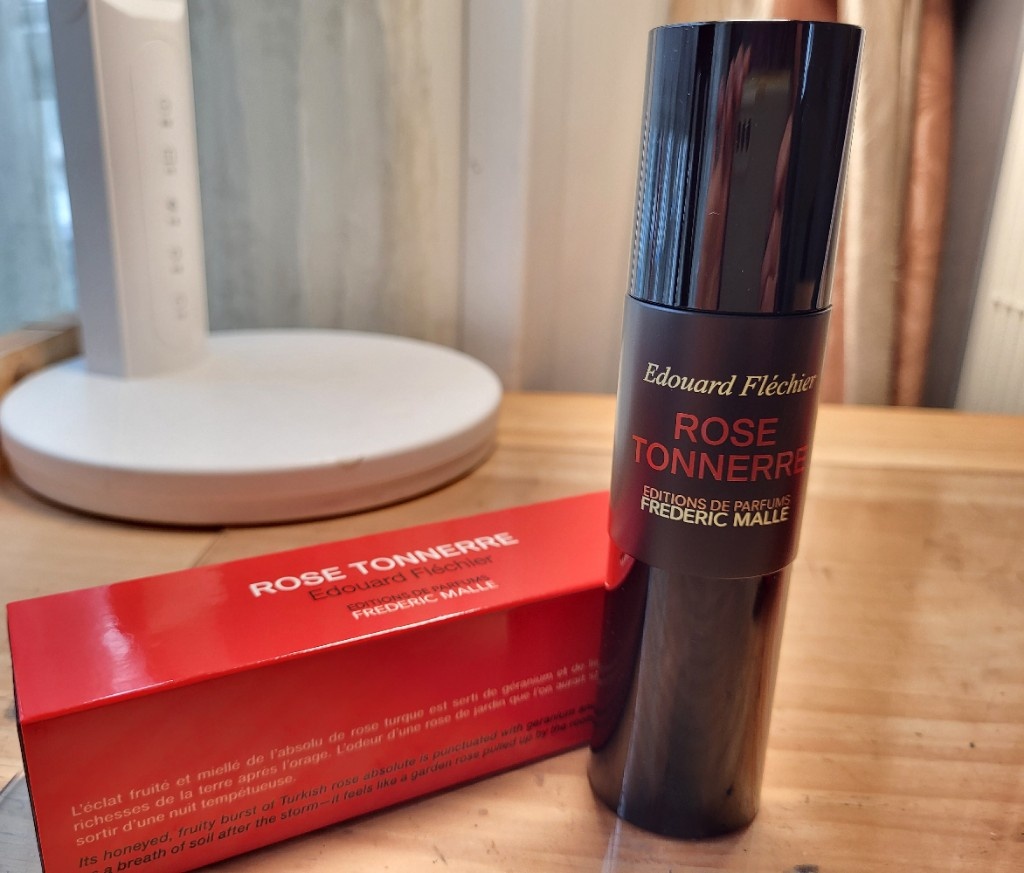 Edouard Fléchier
ROSE
TONNERRE
EDITIONS DE PARFUMS
FREDERIC MALLE
ROSE TONNERRE
Edouard Fléchier
EDITIONS DE PARFUMS
FREDERIC MALLE
L'éclat fruité et miellé de l'absolu de rose turque est serti de géranium et de
richesses de la terre après l'orage. L'odeur d'une rose de jardin que l'on aurait
sortir d'une nuit tempétueuse.
Its honeyed, fruity burst of Turkish rose absolute is punctuated with geranium
a breath of soil after the storm—it feels like a garden rose pulled up by the